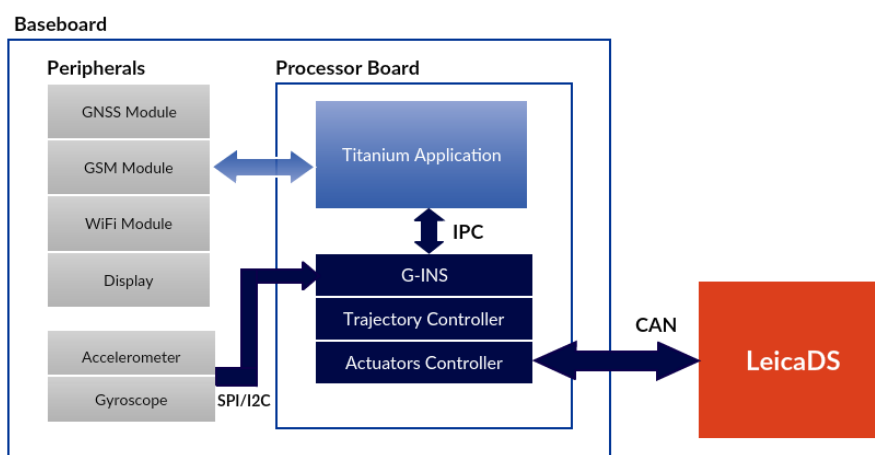 Baseboard
Peripherals
Processor Board
GNSS Module
GSM Module
WiFi Module
Display
Titanium Application
IPC
G-INS
Trajectory Controller
Actuators Controller
Accelerometer
Gyroscope
SPI/I2C
CAN
LeicaDS